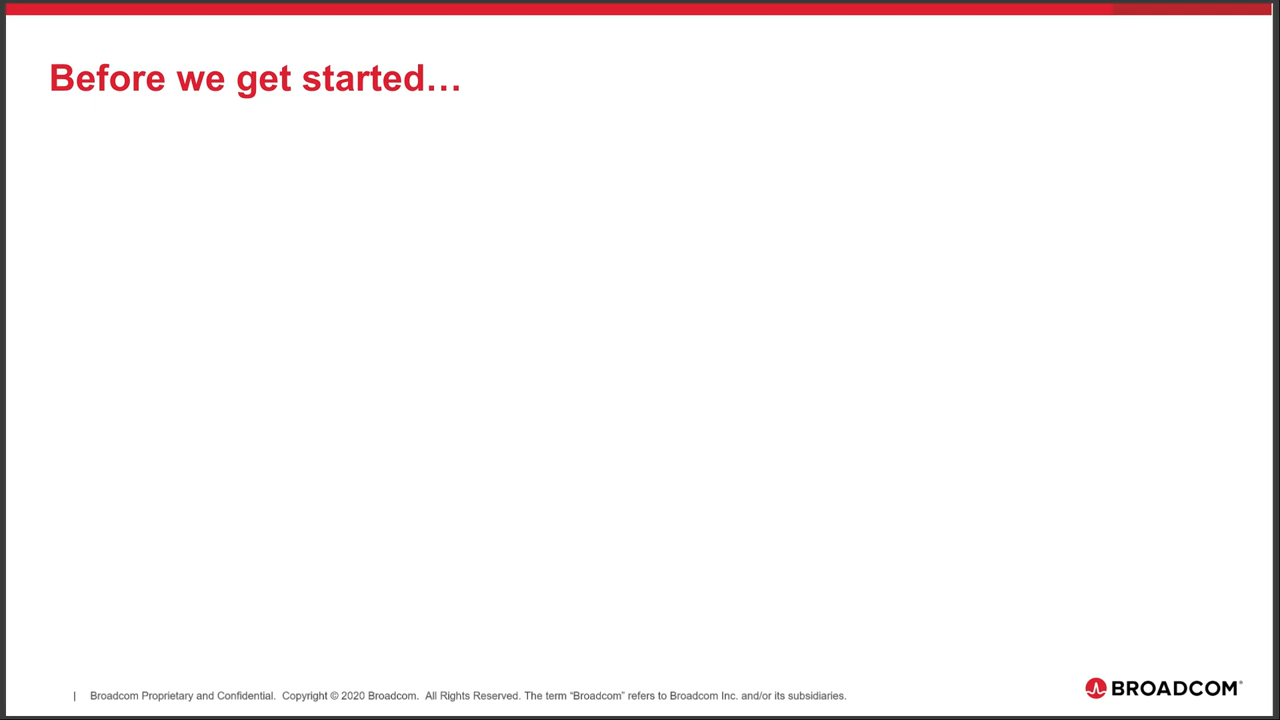 Before we get started…
| Broadcom Proprietary and Confidential. Copyright © 2020 Broadcom. All Rights Reserved. The term “Broadcom” refers to Broadcom Inc. and/or its subsidiaries.
BROADCOM®